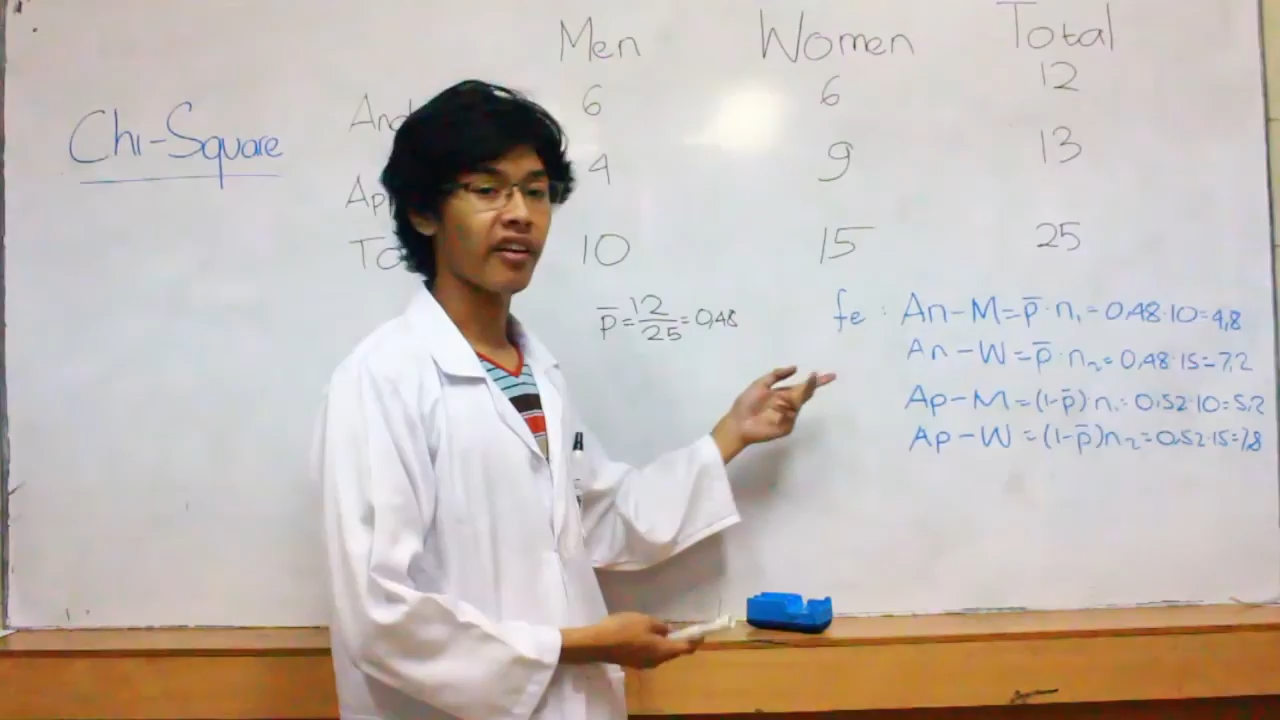 Men Women Total
6 6 12
Chi-Square
4 9 13
10 15 25
p̅ = 12/25 = 0,48
fe : An-M = p̅·n₁ = 0,48·10 = 4,8
An-W = p̅·n₂ = 0,48·15 = 7,2
Ap-M = (1-p̅)·n₁ = 0,52·10 = 5,2
Ap-W = (1-p̅)n₂ = 0,52·15 = 7,8